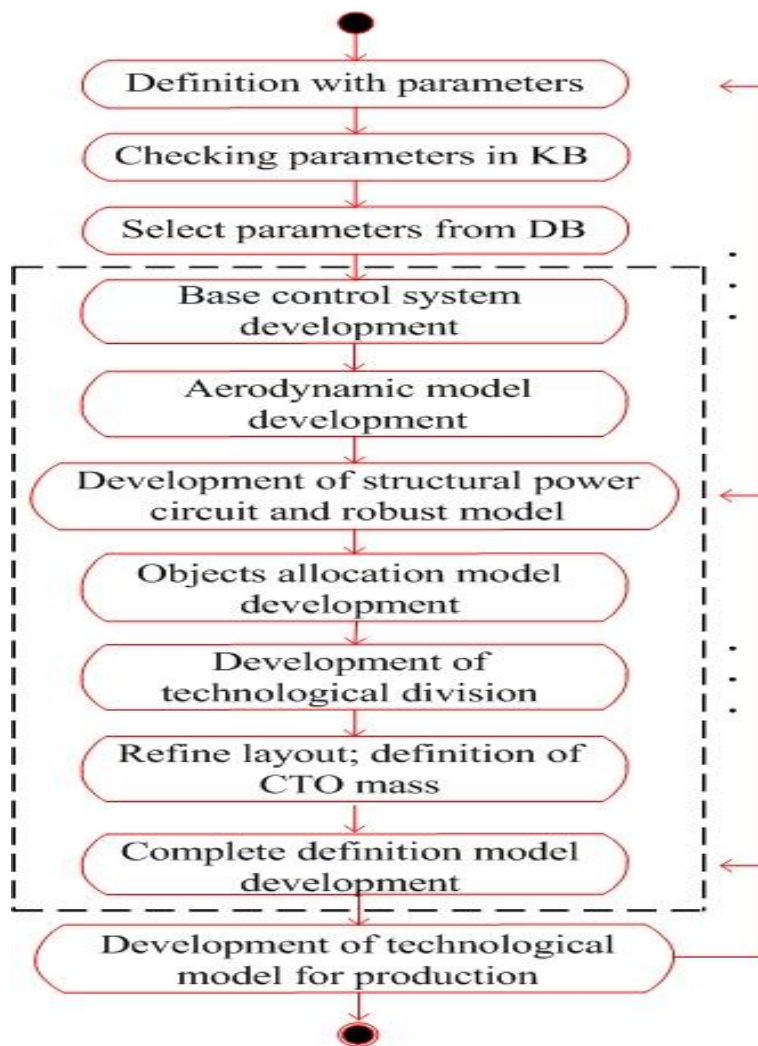 Definition with parameters
Checking parameters in KB
Select parameters from DB
Base control system
development
Aerodynamic model
development
Development of structural power
circuit and robust model
Objects allocation model
development
Development of
technological division
Refine layout; definition of
CTO mass
Complete definition model
development
Development of technological
model for production